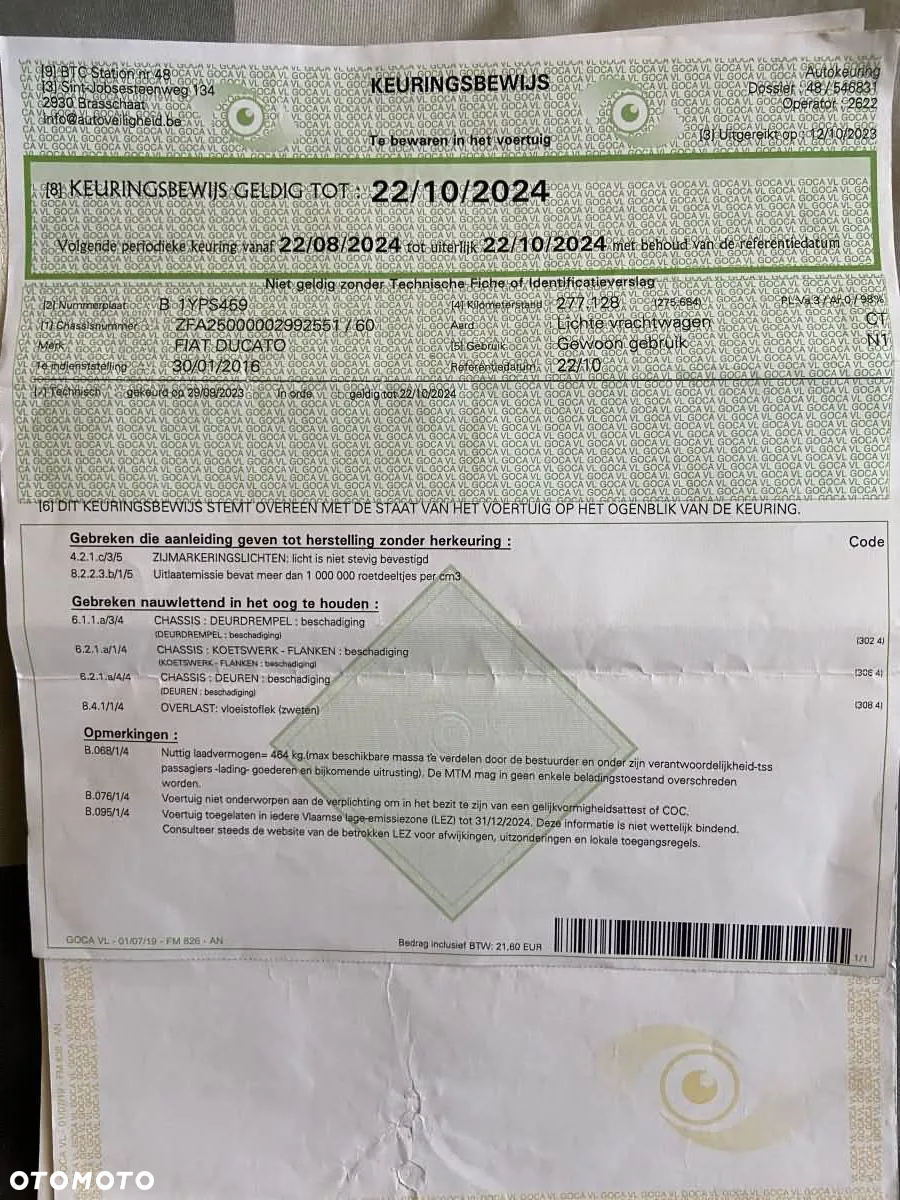 [9] BTC Station nr 48
[3] Sint-Jobsesteenweg 134
2930 Brasschaat
info@autoveiligheid.be
KEURINGSBEWIJS
Te bewaren in het voertuig
Autokeuring
Dossier : 48 / 546831
Operator : 2622
[3] Uitgereikt op : 12/10/2023
[8] KEURINGSBEWIJS GELDIG TOT : 22/10/2024
Volgende periodieke keuring vanaf 22/08/2024 tot uiterlijk 22/10/2024 met behoud van de referentiedatum
Niet geldig zonder Technische Fiche of Identificatieverslag
[2] Nummerplaat B 1YPS469 [4] Kilometerstand 277.128 (275.684) Pl.Va.3 / Ar.0 / 98%
[1] Chassisnummer ZFA25000002992551 / 60 Aard Lichte vrachtwagen CT
Merk FIAT DUCATO [5] Gebruik Gewoon gebruik N1
1e indienststelling 30/01/2016 Referentiedatum 22/10
[7] Technisch gekeurd op 29/09/2023 In orde geldig tot 22/10/2024
[6] DIT KEURINGSBEWIJS STEMT OVEREEN MET DE STAAT VAN HET VOERTUIG OP HET OGENBLIK VAN DE KEURING.
Gebreken die aanleiding geven tot herstelling zonder herkeuring : Code
4.2.1.c/3/5 ZIJMARKERINGSLICHTEN: licht is niet stevig bevestigd
8.2.2.3.b/1/5 Uitlaatemissie bevat meer dan 1 000 000 roetdeeltjes per cm3
Gebreken nauwlettend in het oog te houden :
6.1.1.a/3/4 CHASSIS : DEURDREMPEL : beschadiging
(DEURDREMPEL : beschadiging) (302 4)
6.2.1.a/1/4 CHASSIS : KOETSWERK - FLANKEN : beschadiging
(KOETSWERK - FLANKEN : beschadiging)
6.2.1.a/4/4 CHASSIS : DEUREN : beschadiging (306 4)
(DEUREN : beschadiging)
8.4.1/1/4 OVERLAST: vloeistoflek (zweten) (308 4)
Opmerkingen :
B.068/1/4 Nuttig laadvermogen= 464 kg.(max beschikbare massa te verdelen door de bestuurder en onder zijn verantwoordelijkheid-tss
passagiers -lading- goederen en bijkomende uitrusting). De MTM mag in geen enkele beladingstoestand overschreden
worden.
B.076/1/4 Voertuig niet onderworpen aan de verplichting om in het bezit te zijn van een gelijkvormigheidsattest of COC.
B.095/1/4 Voertuig toegelaten in iedere Vlaamse lage-emissiezone (LEZ) tot 31/12/2024. Deze informatie is niet wettelijk bindend.
Consulteer steeds de website van de betrokken LEZ voor afwijkingen, uitzonderingen en lokale toegangsregels.
GOCA VL - 01/07/19 - FM 826 - AN
Bedrag inclusief BTW: 21,60 EUR
1/1
OTOMOTO